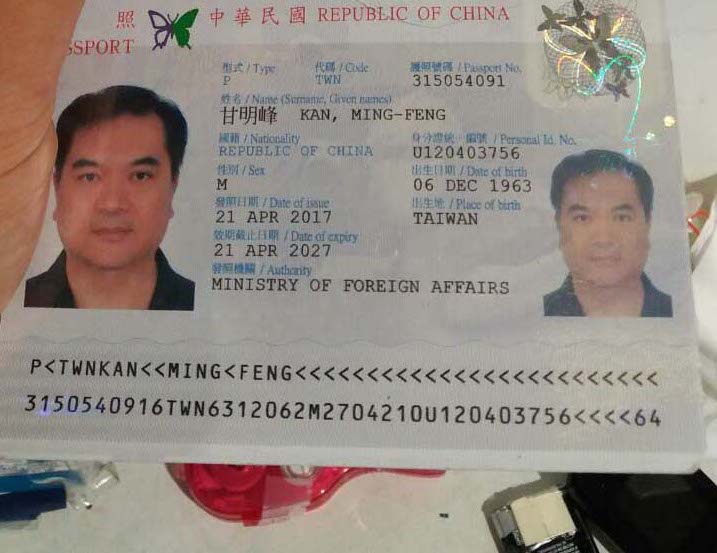 照 中華民國 REPUBLIC OF CHINA
SSPORT
型式 / Type 代碼 / Code 護照號碼 / Passport No.
P TWN 315054091
姓名 / Name (Surname, Given names)
甘明峰 KAN, MING-FENG
國籍 / Nationality 身分證統一編號 / Personal Id. No.
REPUBLIC OF CHINA U120403756
性別 / Sex 出生日期 / Date of birth
M 06 DEC 1963
發照日期 / Date of issue 出生地 / Place of birth
21 APR 2017 TAIWAN
效期截止日期 / Date of expiry
21 APR 2027
發照機關 / Authority
MINISTRY OF FOREIGN AFFAIRS
P<TWNKAN<<MING<FENG<<<<<<<<<<<<<<<<<<<<<<<<<
3150540916TWN6312062M2704210U120403756<<<<64